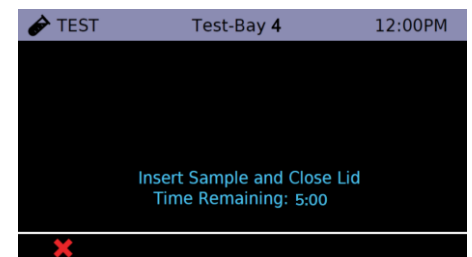 TEST Test-Bay 4 12:00PM
Insert Sample and Close Lid
Time Remaining: 5:00